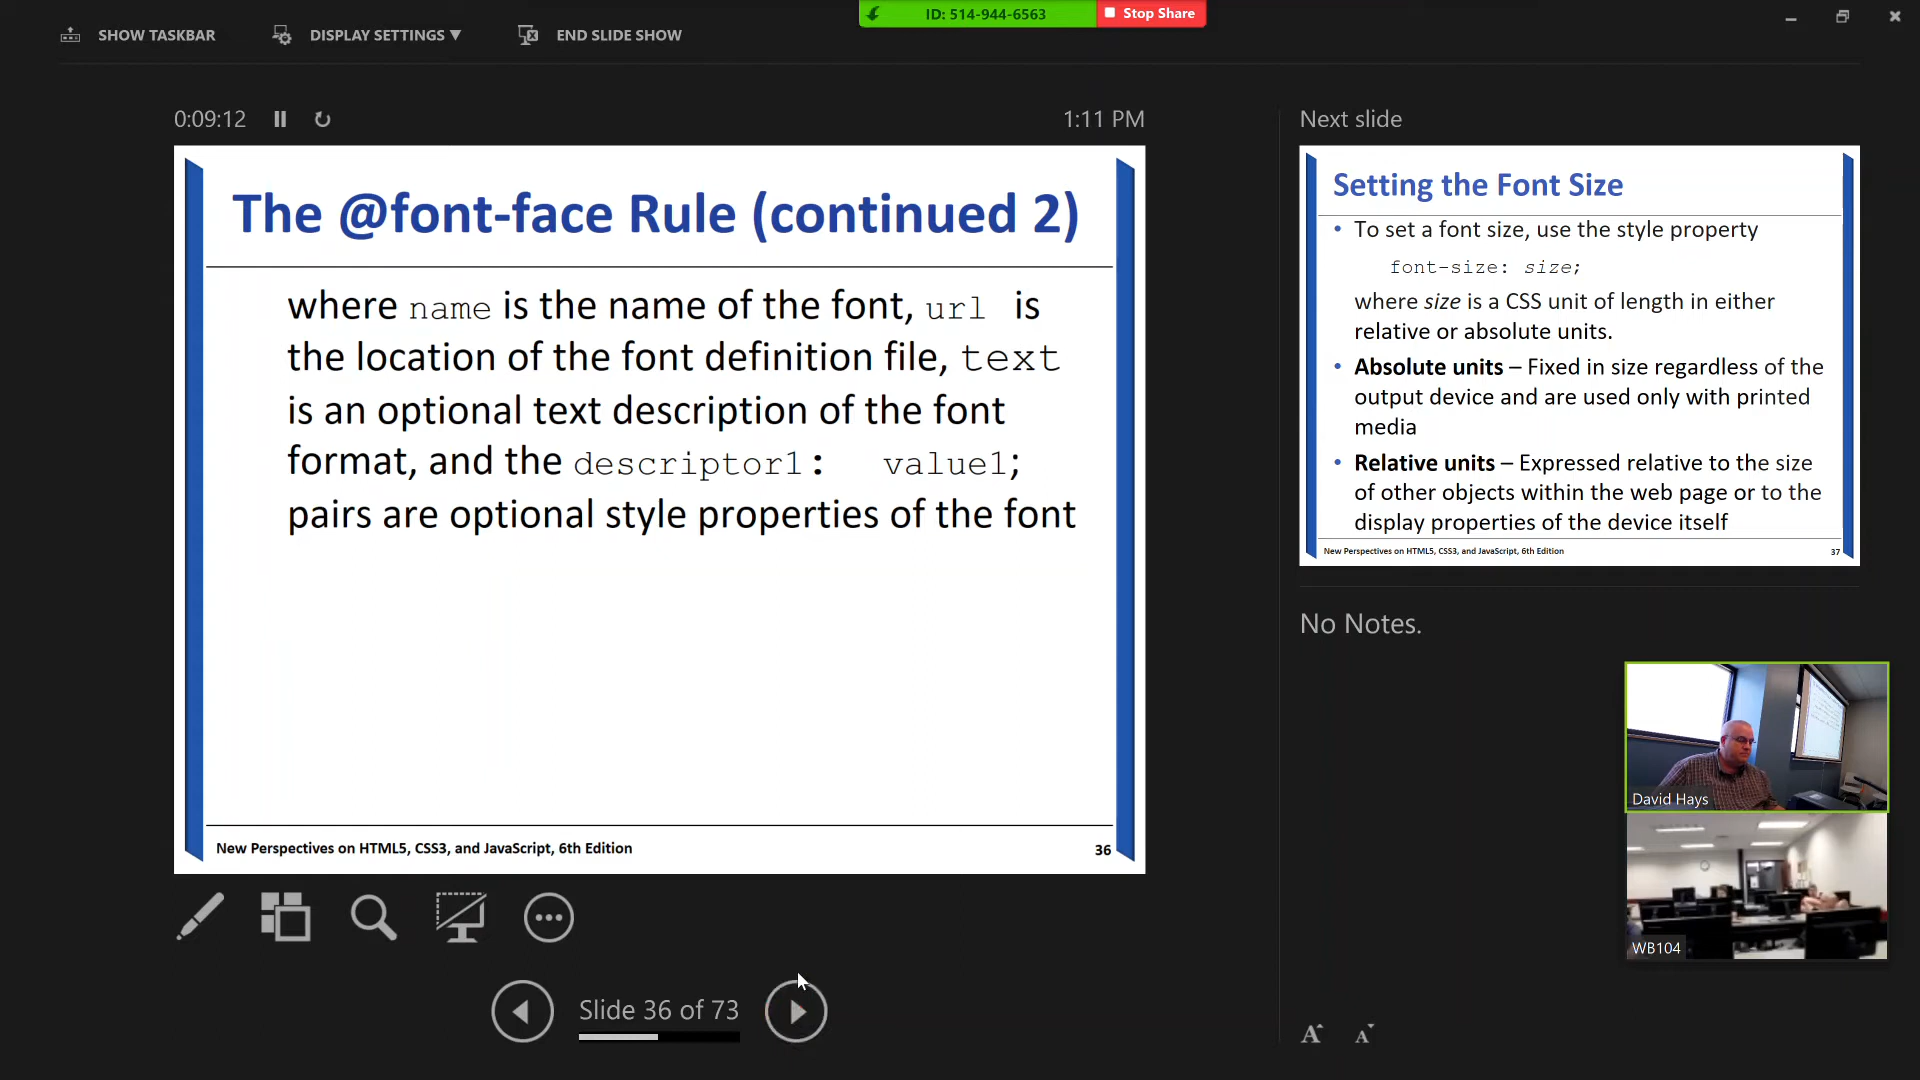 SHOW TASKBAR
DISPLAY SETTINGS ▼
END SLIDE SHOW
ID: 514-944-6563
Stop Share
0:09:12
1:11 PM
The @font-face Rule (continued 2)
where name is the name of the font, url is
the location of the font definition file, text
is an optional text description of the font
format, and the descriptor1: value1;
pairs are optional style properties of the font
New Perspectives on HTML5, CSS3, and JavaScript, 6th Edition
36
Slide 36 of 73
Next slide
Setting the Font Size
• To set a font size, use the style property
font-size: size;
where size is a CSS unit of length in either
relative or absolute units.
• Absolute units – Fixed in size regardless of the
output device and are used only with printed
media
• Relative units – Expressed relative to the size
of other objects within the web page or to the
display properties of the device itself
New Perspectives on HTML5, CSS3, and JavaScript, 6th Edition
37
No Notes.
David Hays
WB104
A A